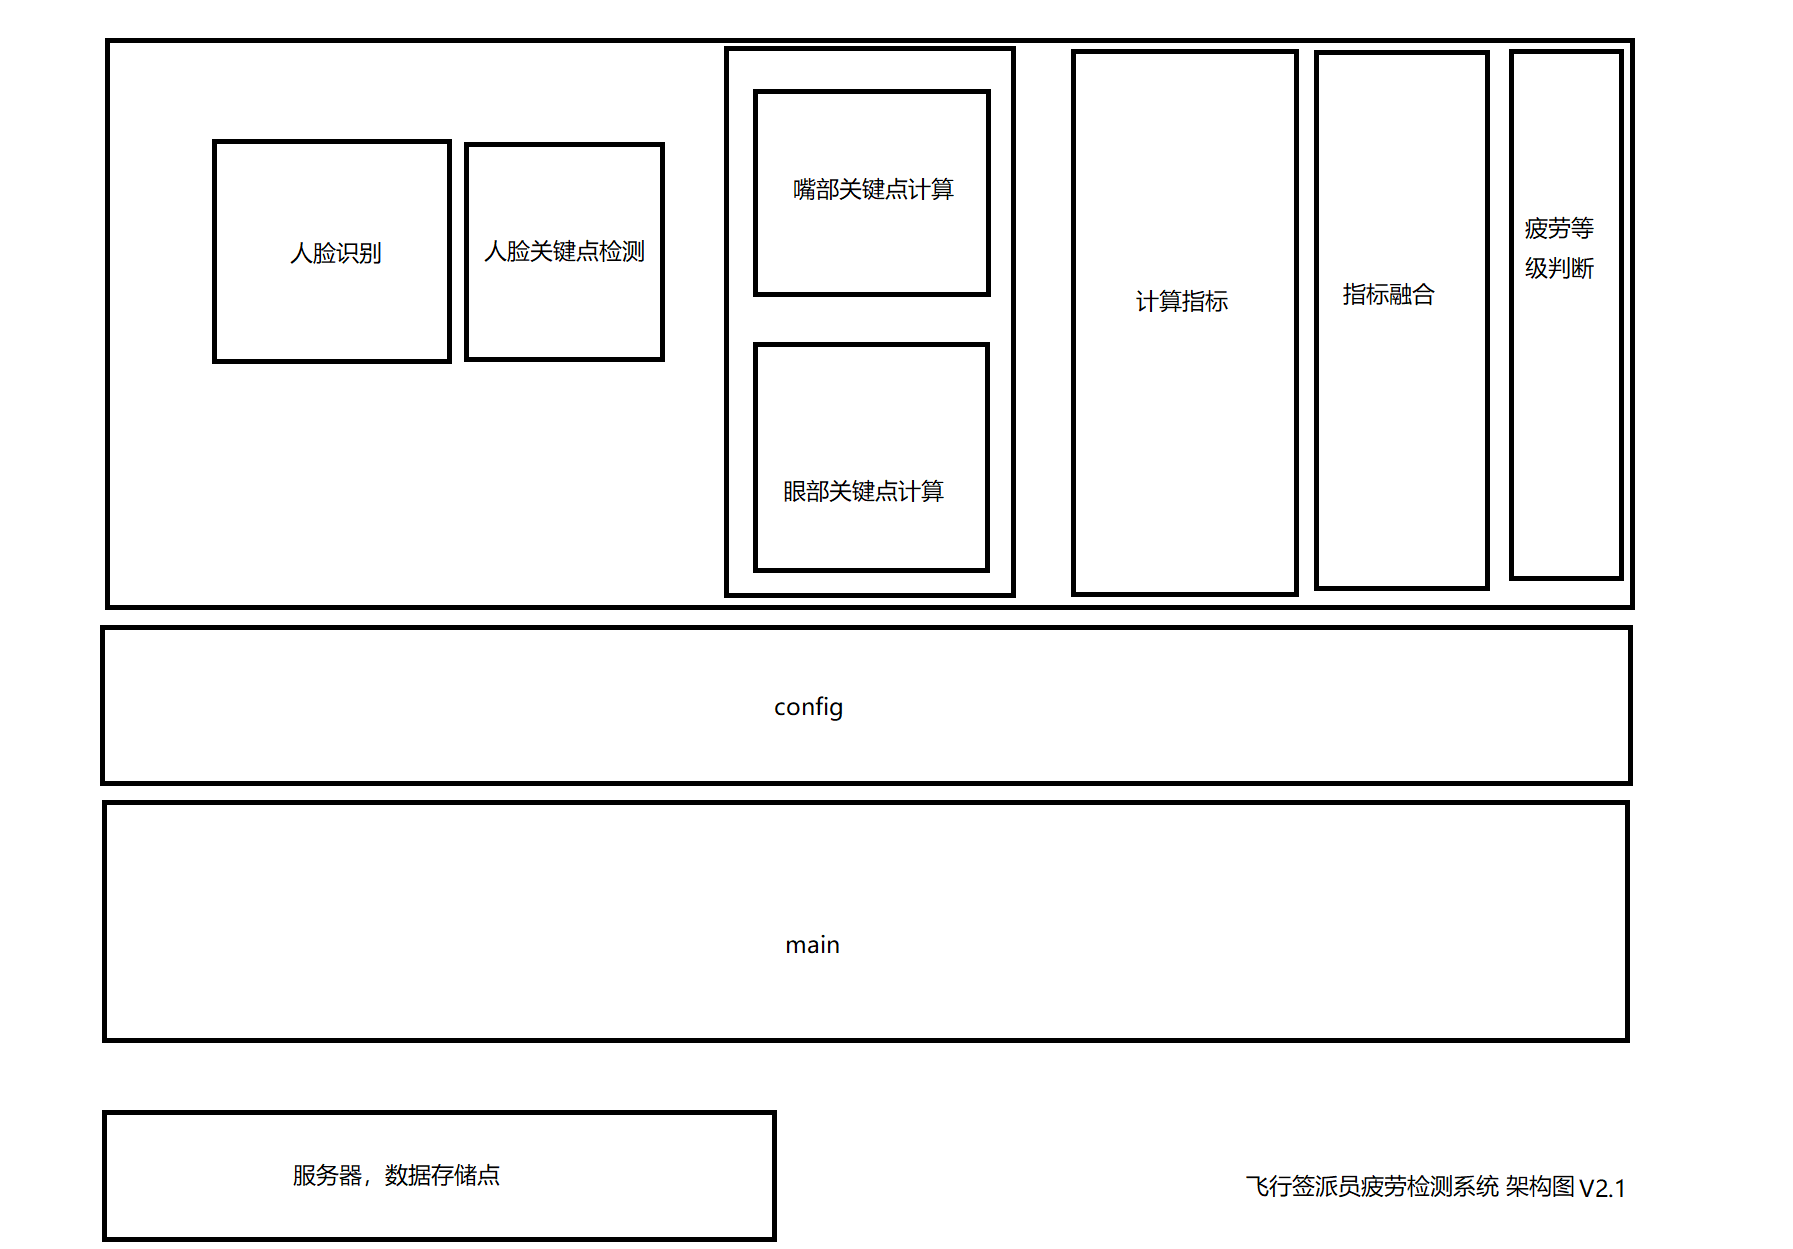 人脸识别
人脸关键点检测
嘴部关键点计算
眼部关键点计算
计算指标
指标融合
疲劳等
级判断
config
main
服务器，数据存储点
飞行签派员疲劳检测系统 架构图 V2.1